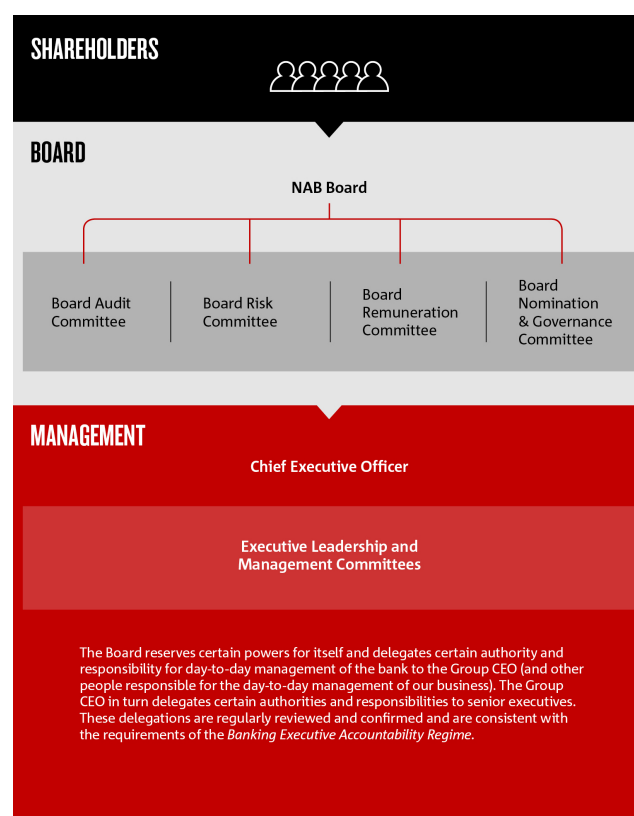 SHAREHOLDERS
BOARD
NAB Board
Board Audit
Committee
Board Risk
Committee
Board
Remuneration
Committee
Board
Nomination
& Governance
Committee
MANAGEMENT
Chief Executive Officer
Executive Leadership and
Management Committees
The Board reserves certain powers for itself and delegates certain authority and
responsibility for day-to-day management of the bank to the Group CEO (and other
people responsible for the day-to-day management of our business). The Group
CEO in turn delegates certain authorities and responsibilities to senior executives.
These delegations are regularly reviewed and confirmed and are consistent with
the requirements of the Banking Executive Accountability Regime.